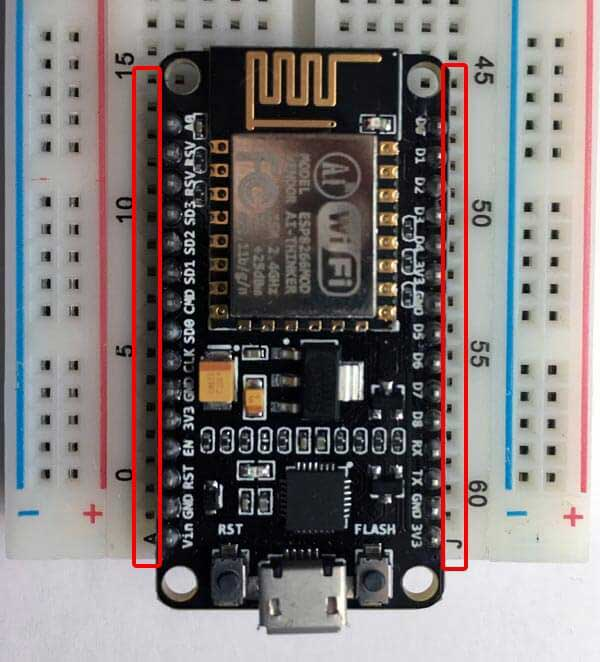 15
10
5
0
A
45
50
55
60
J
A0
RSV
RSV
SD3
SD2
SD1
CMD
SD0
CLK
GND
3V3
EN
RST
GND
Vin
D0
D1
D2
D3
D4
3V3
GND
D5
D6
D7
D8
RX
TX
GND
3V3
Ai
WiFi
FC
MODEL ESP8266MOD
VENDOR AI-THINKER
ISM 2.4GHz
PA +25dBm
802.11b/g/n
RST
FLASH